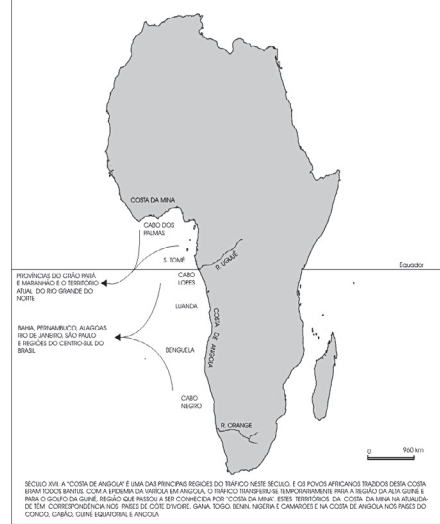 COSTA DA MINA
CABO DOS
PALMAS
S. TOMÉ
R. UGUIÉ
Equador
PROVÍNCIAS DO GRÃO PARÁ
E MARANHÃO E O TERRITÓRIO
ATUAL DO RIO GRANDE DO
NORTE
CABO
LOPES
LUANDA
COSTA DE ANGOLA
BAHIA, PERNAMBUCO, ALAGOAS
RIO DE JANEIRO, SÃO PAULO
E REGIÕES DO CENTRO-SUL DO
BRASIL
BENGUELA
CABO
NEGRO
R. ORANGE
0 960 km
SÉCULO XVII. A "COSTA DE ANGOLA" É UMA DAS PRINCIPAIS REGIÕES DO TRÁFICO NESTE SÉCULO. E OS POVOS AFRICANOS TRAZIDOS DESTA COSTA
ERAM TODOS BANTUS. COM A EPIDEMIA DA VARÍOLA EM ANGOLA, O TRÁFICO TRANSFERIU-SE TEMPORARIAMENTE PARA A REGIÃO DA ALTA GUINÉ E
PARA O GOLFO DA GUINÉ, REGIÃO QUE PASSOU A SER CONHECIDA POR "COSTA DA MINA". ESTES TERRITÓRIOS DA COSTA DA MINA NA ATUALIDA-
DE TÊM CORRESPONDÊNCIA NOS PAÍSES DE CÔTE D'IVOIRE, GANA, TOGO, BENIN, NIGÉRIA E CAMARÕES E NA COSTA DE ANGOLA NOS PAÍSES DO
CONGO, GABÃO, GUINÉ EQUATORIAL E ANGOLA